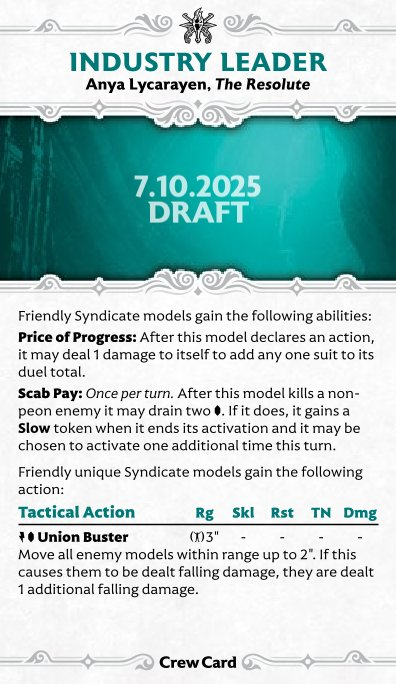 INDUSTRY LEADER
Anya Lycarayen, The Resolute
7.10.2025
DRAFT
Friendly Syndicate models gain the following abilities:
Price of Progress: After this model declares an action,
it may deal 1 damage to itself to add any one suit to its
duel total.
Scab Pay: Once per turn. After this model kills a non-
peon enemy it may drain two . If it does, it gains a
Slow token when it ends its activation and it may be
chosen to activate one additional time this turn.
Friendly unique Syndicate models gain the following
action:
Tactical Action Rg Skl Rst TN Dmg
Union Buster 3" - - - -
Move all enemy models within range up to 2". If this
causes them to be dealt falling damage, they are dealt
1 additional falling damage.
Crew Card